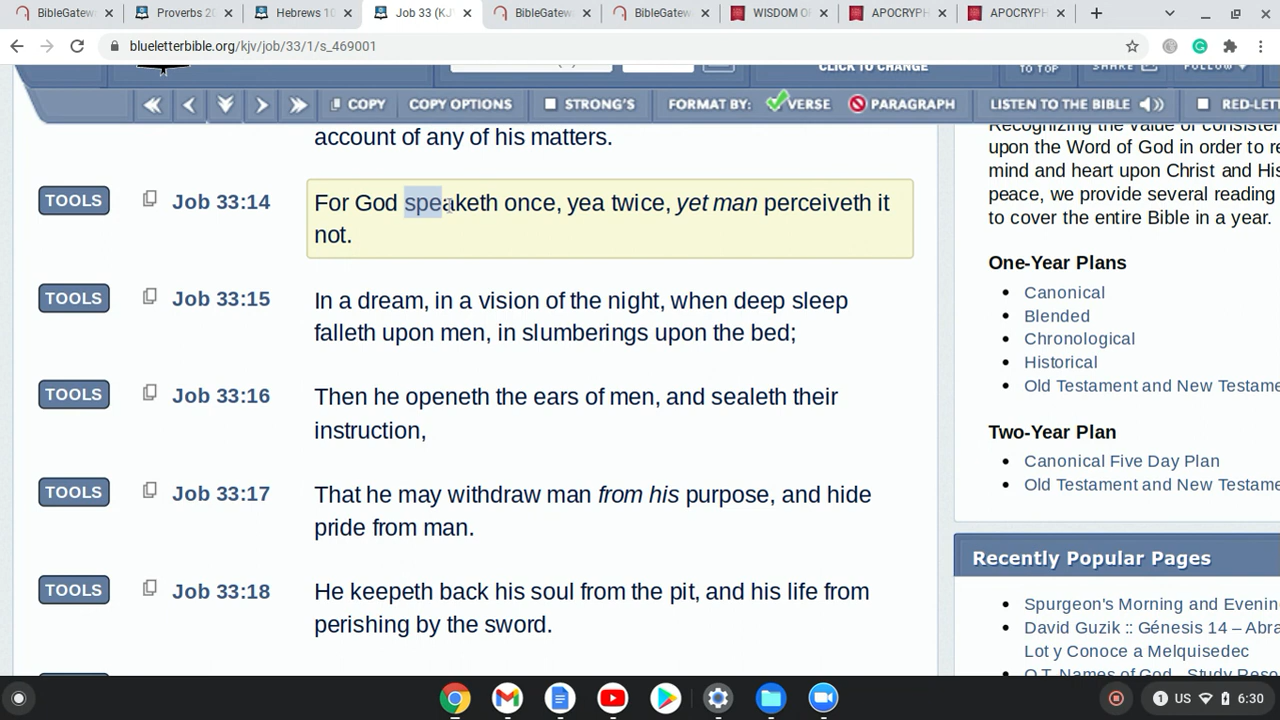 BibleGatew
Proverbs 20
Hebrews 10
Job 33 (KJ
BibleGatew
BibleGatew
WISDOM OF
APOCRYPH
APOCRYPH
blueletterbible.org/kjv/job/33/1/s_469001
CLICK TO CHANGE
TO TOP
SHARE
FOLLOW
COPY
COPY OPTIONS
STRONG'S
FORMAT BY:
VERSE
PARAGRAPH
LISTEN TO THE BIBLE
RED-LETT
account of any of his matters.
TOOLS
Job 33:14
For God speaketh once, yea twice, yet man perceiveth it
not.
TOOLS
Job 33:15
In a dream, in a vision of the night, when deep sleep
falleth upon men, in slumberings upon the bed;
TOOLS
Job 33:16
Then he openeth the ears of men, and sealeth their
instruction,
TOOLS
Job 33:17
That he may withdraw man from his purpose, and hide
pride from man.
TOOLS
Job 33:18
He keepeth back his soul from the pit, and his life from
perishing by the sword.
Recognizing the value of consiste
upon the Word of God in order to re
mind and heart upon Christ and His
peace, we provide several reading
to cover the entire Bible in a year.
One-Year Plans
Canonical
Blended
Chronological
Historical
Old Testament and New Testame
Two-Year Plan
Canonical Five Day Plan
Old Testament and New Testame
Recently Popular Pages
Spurgeon's Morning and Evenin
David Guzik :: Génesis 14 – Abra
Lot y Conoce a Melquisedec
O.T. Names of God - Study Reso
1 US 6:30